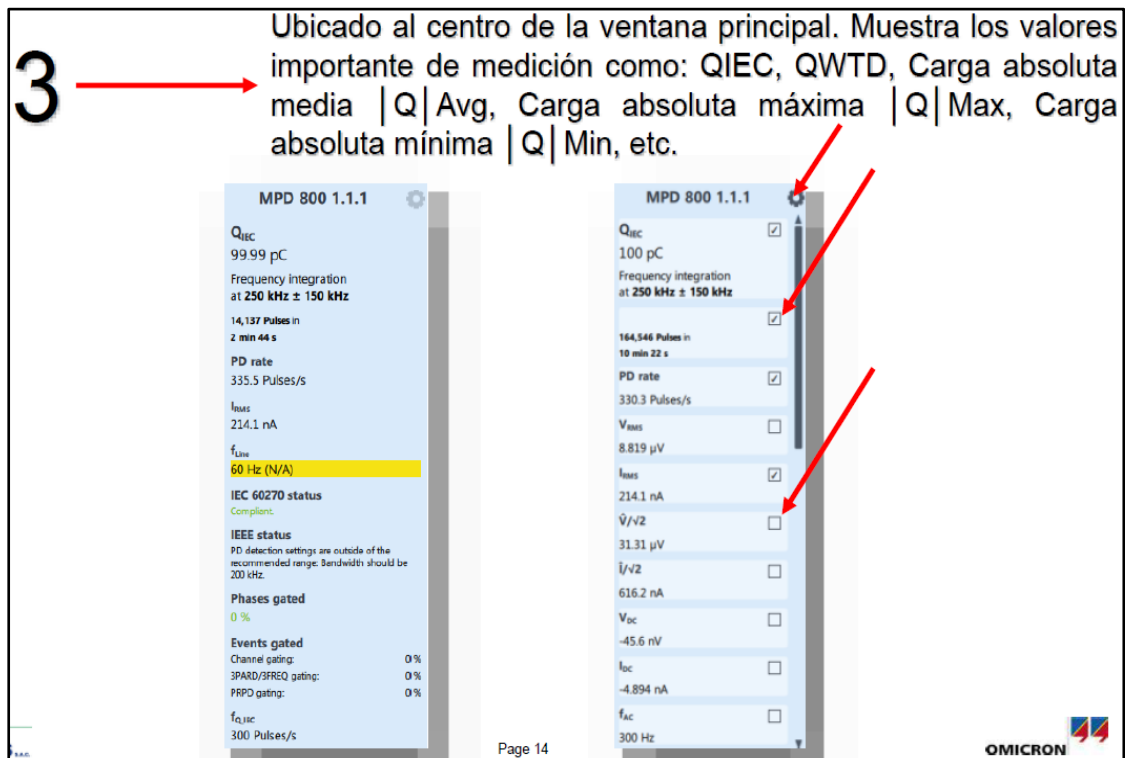 3
Ubicado al centro de la ventana principal. Muestra los valores
importante de medición como: QIEC, QWTD, Carga absoluta
media |Q|Avg, Carga absoluta máxima |Q|Max, Carga
absoluta mínima |Q|Min, etc.
MPD 800 1.1.1
QIEC
99.99 pC
Frequency integration
at 250 kHz ± 150 kHz
14,137 Pulses in
2 min 44 s
PD rate
335.5 Pulses/s
IRMS
214.1 nA
fLine
60 Hz (N/A)
IEC 60270 status
Compliant.
IEEE status
PD detection settings are outside of the
recommended range: Bandwidth should be
200 kHz.
Phases gated
0 %
Events gated
Channel gating: 0 %
3PARD/3FREQ gating: 0 %
PRPD gating: 0 %
fQ,IEC
300 Pulses/s
MPD 800 1.1.1
QIEC
100 pC
Frequency integration
at 250 kHz ± 150 kHz
164,546 Pulses in
10 min 22 s
PD rate
330.3 Pulses/s
VRMS
8.819 µV
IRMS
214.1 nA
V̂/√2
31.31 µV
Î/√2
616.2 nA
VDC
-45.6 nV
IDC
-4.894 nA
fAC
300 Hz
S.A.C.
Page 14
OMICRON